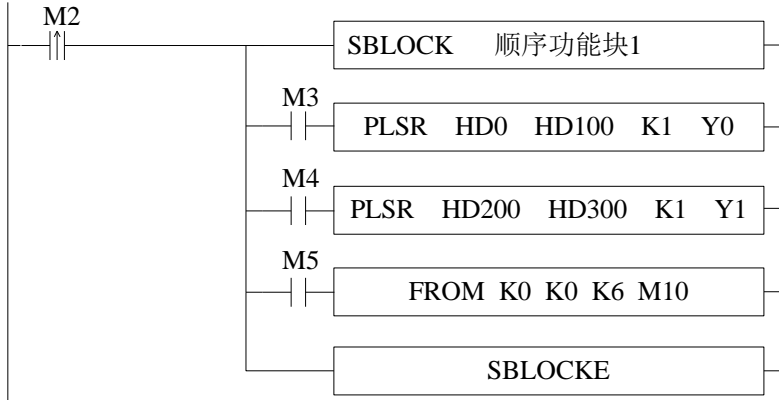 M2
SBLOCK 顺序功能块1
M3
PLSR HD0 HD100 K1 Y0
M4
PLSR HD200 HD300 K1 Y1
M5
FROM K0 K0 K6 M10
SBLOCKE